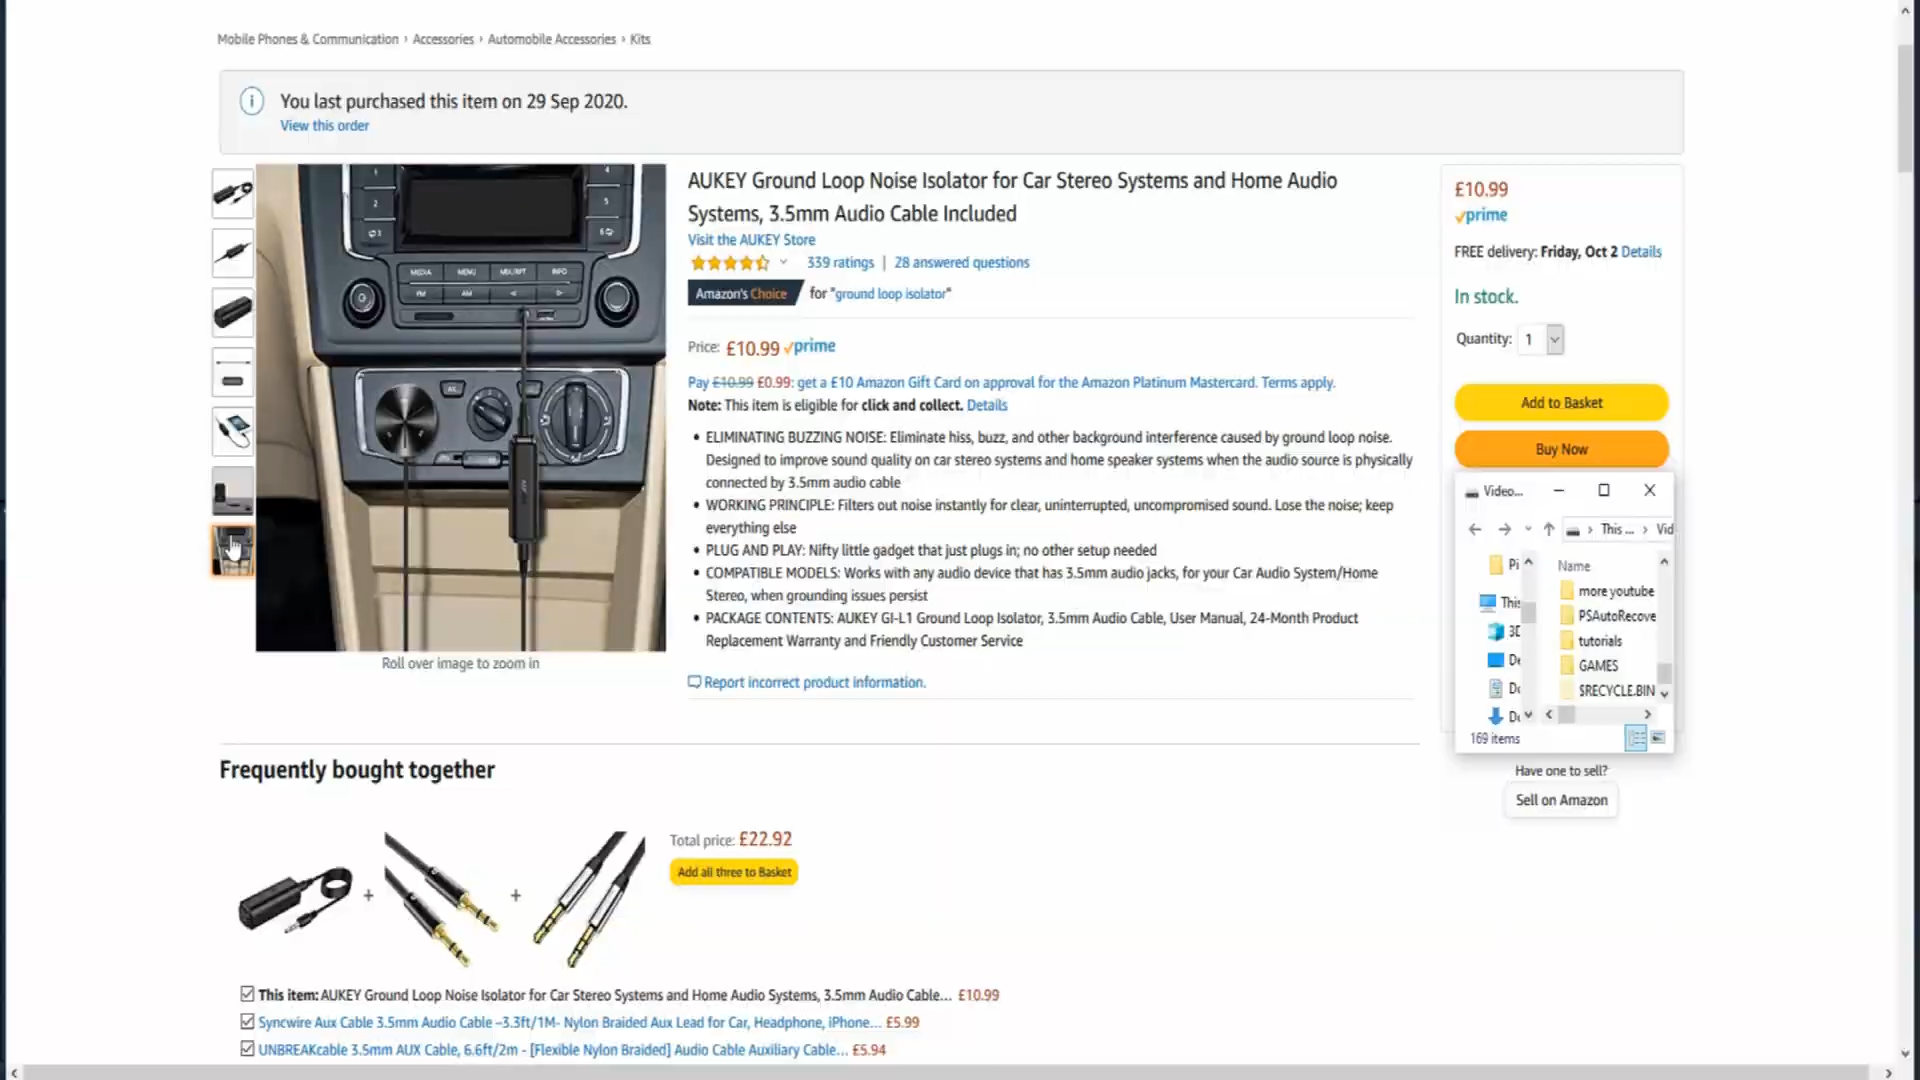 Mobile Phones & Communication › Accessories › Automobile Accessories › Kits
You last purchased this item on 29 Sep 2020.
View this order
AUKEY Ground Loop Noise Isolator for Car Stereo Systems and Home Audio
Systems, 3.5mm Audio Cable Included
Visit the AUKEY Store
339 ratings | 28 answered questions
Amazon's Choice for "ground loop isolator"
Price: £10.99 prime
Pay £10.99 £0.99: get a £10 Amazon Gift Card on approval for the Amazon Platinum Mastercard. Terms apply.
Note: This item is eligible for click and collect. Details
• ELIMINATING BUZZING NOISE: Eliminate hiss, buzz, and other background interference caused by ground loop noise.
Designed to improve sound quality on car stereo systems and home speaker systems when the audio source is physically
connected by 3.5mm audio cable
• WORKING PRINCIPLE: Filters out noise instantly for clear, uninterrupted, uncompromised sound. Lose the noise; keep
everything else
• PLUG AND PLAY: Nifty little gadget that just plugs in; no other setup needed
• COMPATIBLE MODELS: Works with any audio device that has 3.5mm audio jacks, for your Car Audio System/Home
Stereo, when grounding issues persist
• PACKAGE CONTENTS: AUKEY GI-L1 Ground Loop Isolator, 3.5mm Audio Cable, User Manual, 24-Month Product
Replacement Warranty and Friendly Customer Service
Report incorrect product information.
1
2
4
5
MEDIA MENU INFO
FM AM
Roll over image to zoom in
£10.99
prime
FREE delivery: Friday, Oct 2 Details
In stock.
Quantity: 1
Add to Basket
Buy Now
Video...
This ... › Vid
Pi
This
3D
De
Do
Do
Name
more youtube
PSAutoRecove
tutorials
GAMES
$RECYCLE.BIN
169 items
Have one to sell?
Sell on Amazon
Frequently bought together
+ +
Total price: £22.92
Add all three to Basket
This item: AUKEY Ground Loop Noise Isolator for Car Stereo Systems and Home Audio Systems, 3.5mm Audio Cable... £10.99
Syncwire Aux Cable 3.5mm Audio Cable –3.3ft/1M- Nylon Braided Aux Lead for Car, Headphone, iPhone... £5.99
UNBREAKcable 3.5mm AUX Cable, 6.6ft/2m - [Flexible Nylon Braided] Audio Cable Auxiliary Cable... £5.94